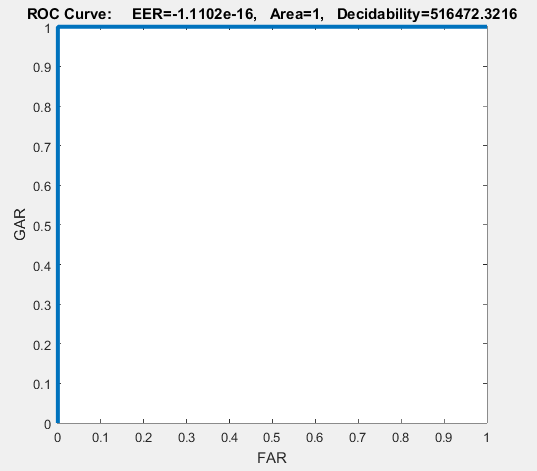 ROC Curve: EER=-1.1102e-16, Area=1, Decidability=516472.3216
1
0.9
0.8
0.7
0.6
0.5
0.4
0.3
0.2
0.1
0
GAR
0 0.1 0.2 0.3 0.4 0.5 0.6 0.7 0.8 0.9 1
FAR